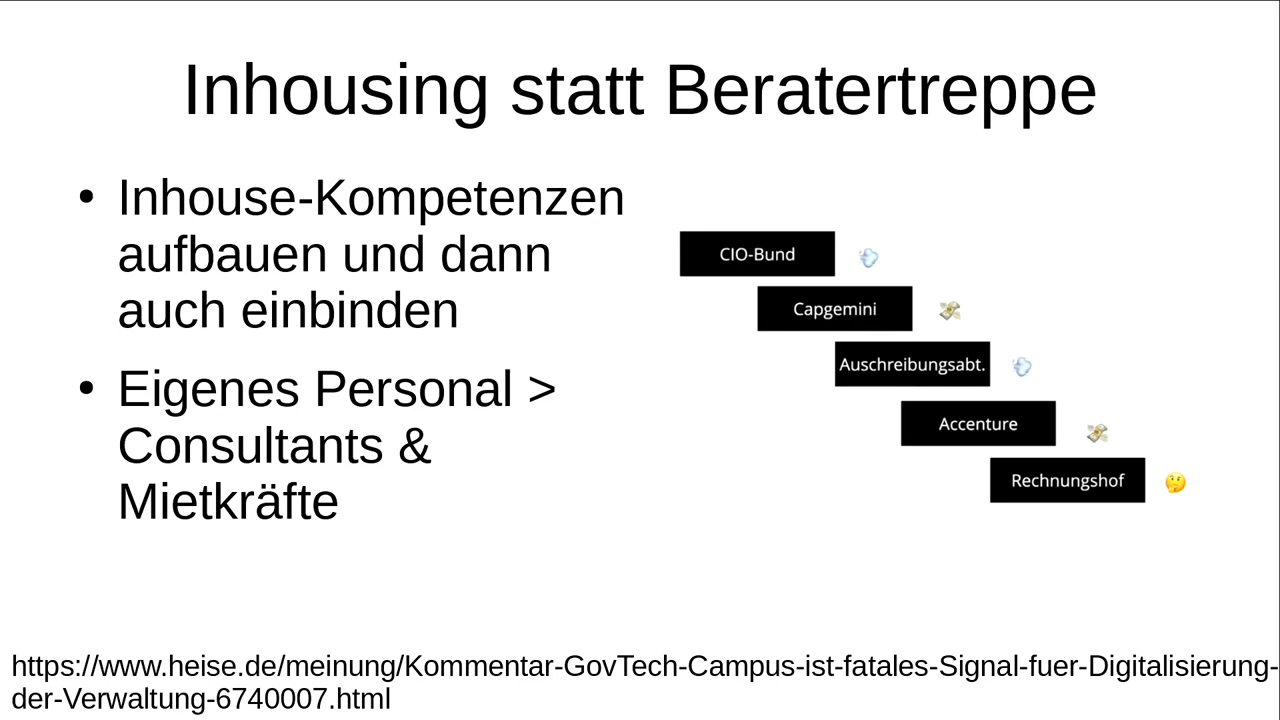 Inhousing statt Beratertreppe
• Inhouse-Kompetenzen
aufbauen und dann
auch einbinden
• Eigenes Personal >
Consultants &
Mietkräfte
CIO-Bund
Capgemini
Auschreibungsabt.
Accenture
Rechnungshof
https://www.heise.de/meinung/Kommentar-GovTech-Campus-ist-fatales-Signal-fuer-Digitalisierung-
der-Verwaltung-6740007.html